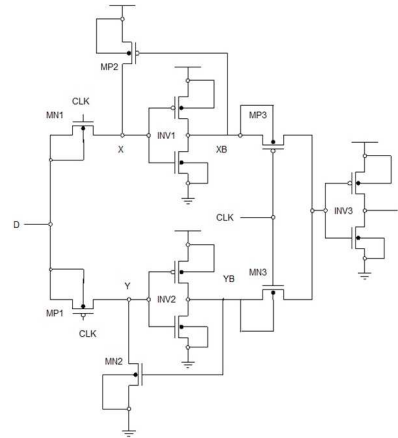 MP2
MN1
CLK
MP3
INV1
X
XB
CLK
INV3
D
Y
YB
MN3
INV2
MP1
CLK
MN2